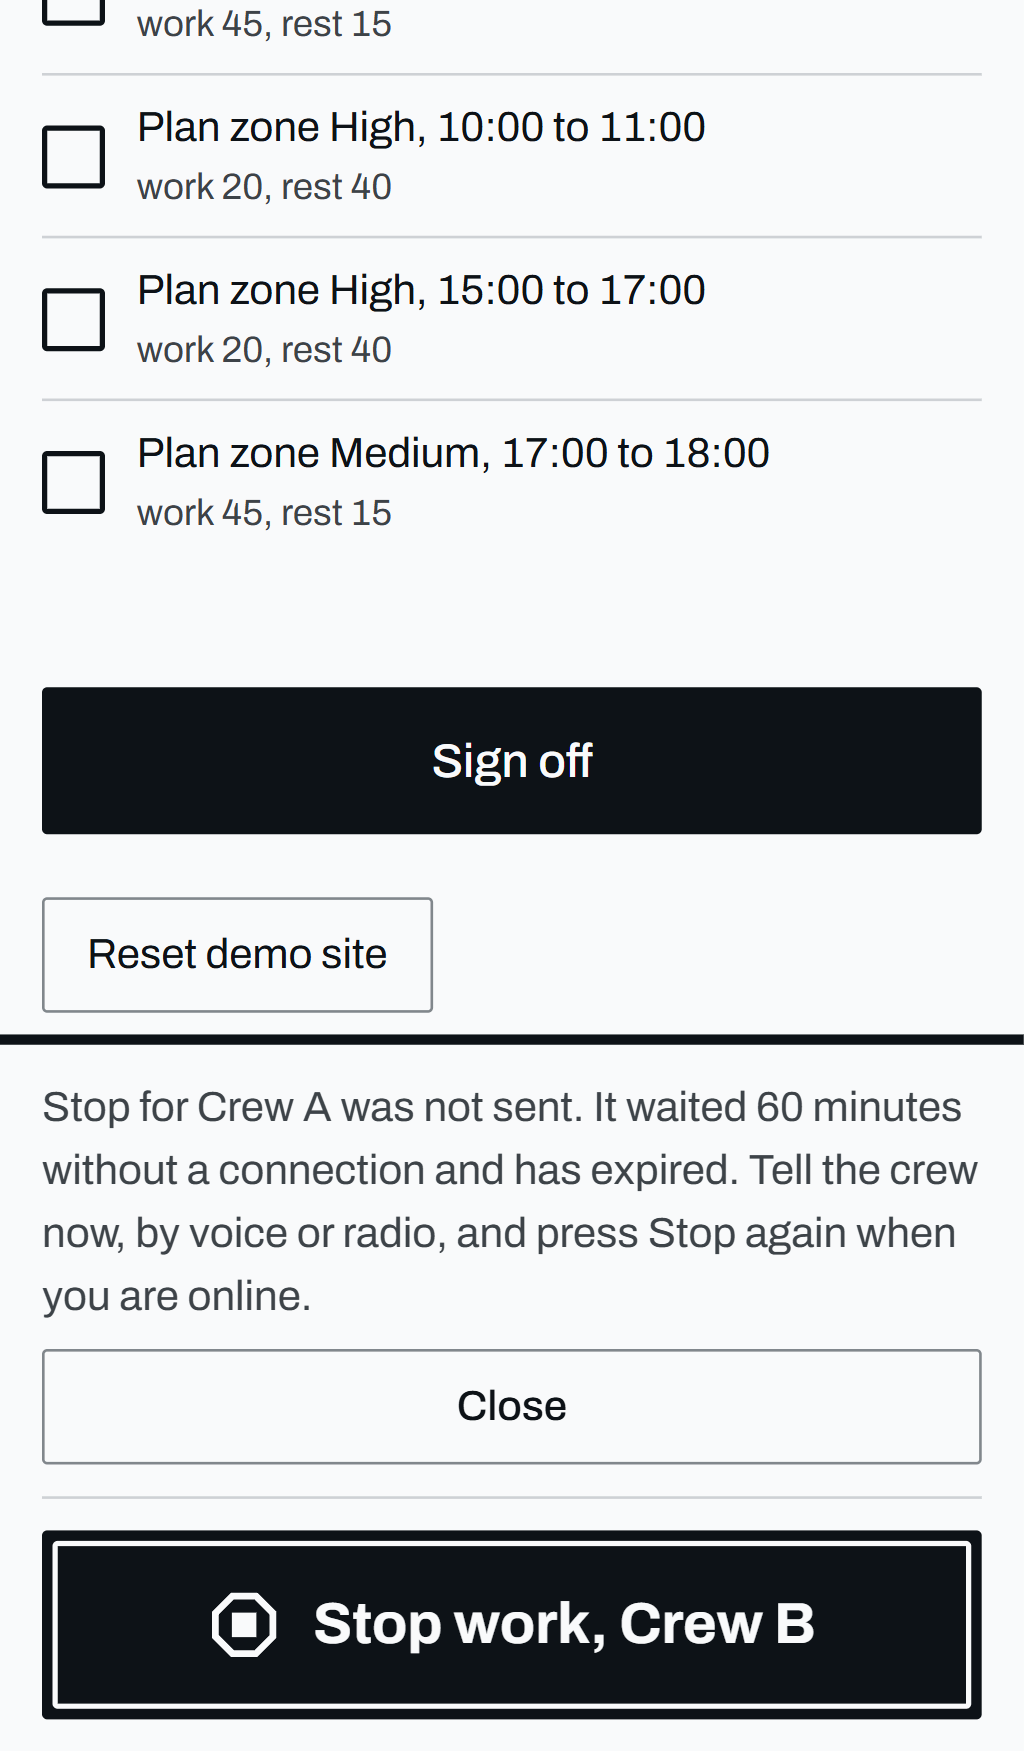 work 45, rest 15
Plan zone High, 10:00 to 11:00
work 20, rest 40
Plan zone High, 15:00 to 17:00
work 20, rest 40
Plan zone Medium, 17:00 to 18:00
work 45, rest 15
Sign off
Reset demo site
Stop for Crew A was not sent. It waited 60 minutes
without a connection and has expired. Tell the crew
now, by voice or radio, and press Stop again when
you are online.
Close
Stop work, Crew B